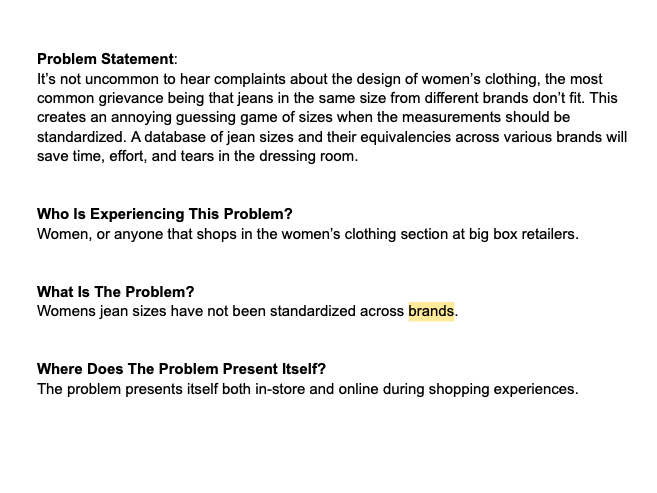 Problem Statement:
It’s not uncommon to hear complaints about the design of women’s clothing, the most
common grievance being that jeans in the same size from different brands don’t fit. This
creates an annoying guessing game of sizes when the measurements should be
standardized. A database of jean sizes and their equivalencies across various brands will
save time, effort, and tears in the dressing room.
Who Is Experiencing This Problem?
Women, or anyone that shops in the women’s clothing section at big box retailers.
What Is The Problem?
Womens jean sizes have not been standardized across brands.
Where Does The Problem Present Itself?
The problem presents itself both in-store and online during shopping experiences.